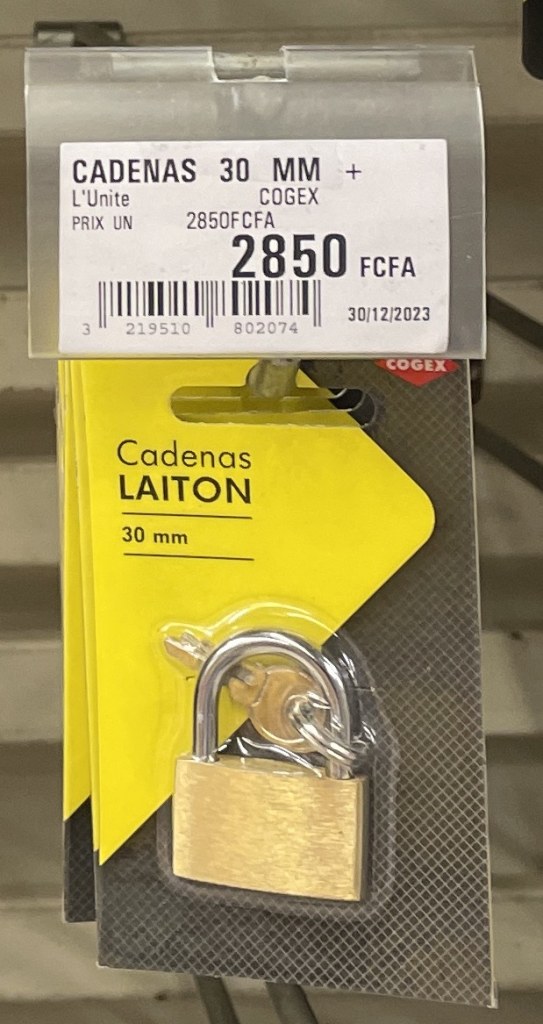 CADENAS 30 MM +
L'Unite COGEX
PRIX UN 2850FCFA
2850 FCFA
3 219510 802074
30/12/2023
COGEX
Cadenas
LAITON
30 mm